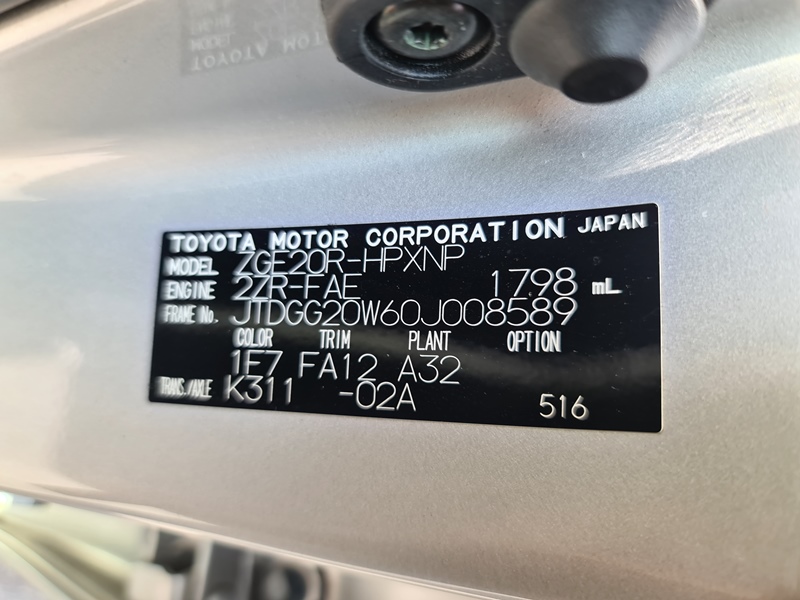 TOYOTA MOTOR CORPORATION JAPAN
MODEL ZGE20R-HPXNP
ENGINE 2ZR-FAE 1798 mL
FRAME No. JTDGG20W60J008589
COLOR TRIM PLANT OPTION
1F7 FA12 A32
TRANS./AXLE K311 -02A
516